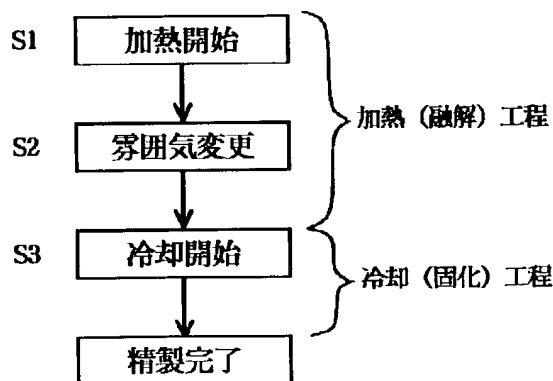 S1 加熱開始
加熱（融解）工程
S2 雰囲気変更
S3 冷却開始
冷却（固化）工程
精製完了